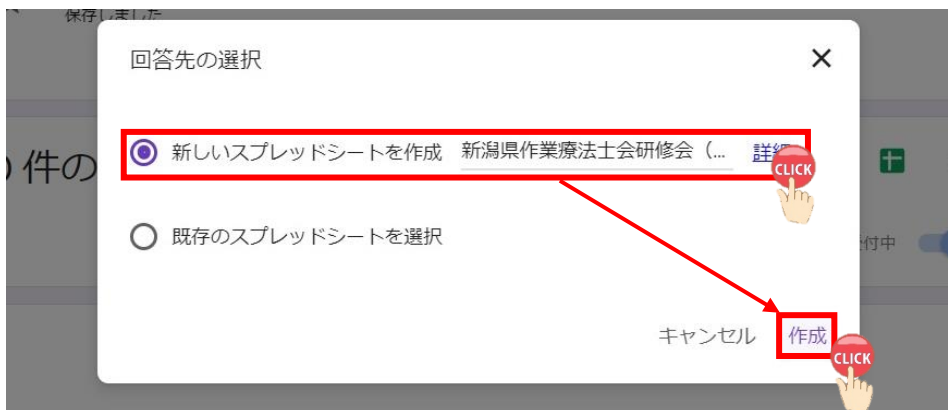 保存しました
回答先の選択
新しいスプレッドシートを作成 新潟県作業療法士会研修会（... 詳細
CLICK
件の
既存のスプレッドシートを選択
付中
キャンセル 作成
CLICK